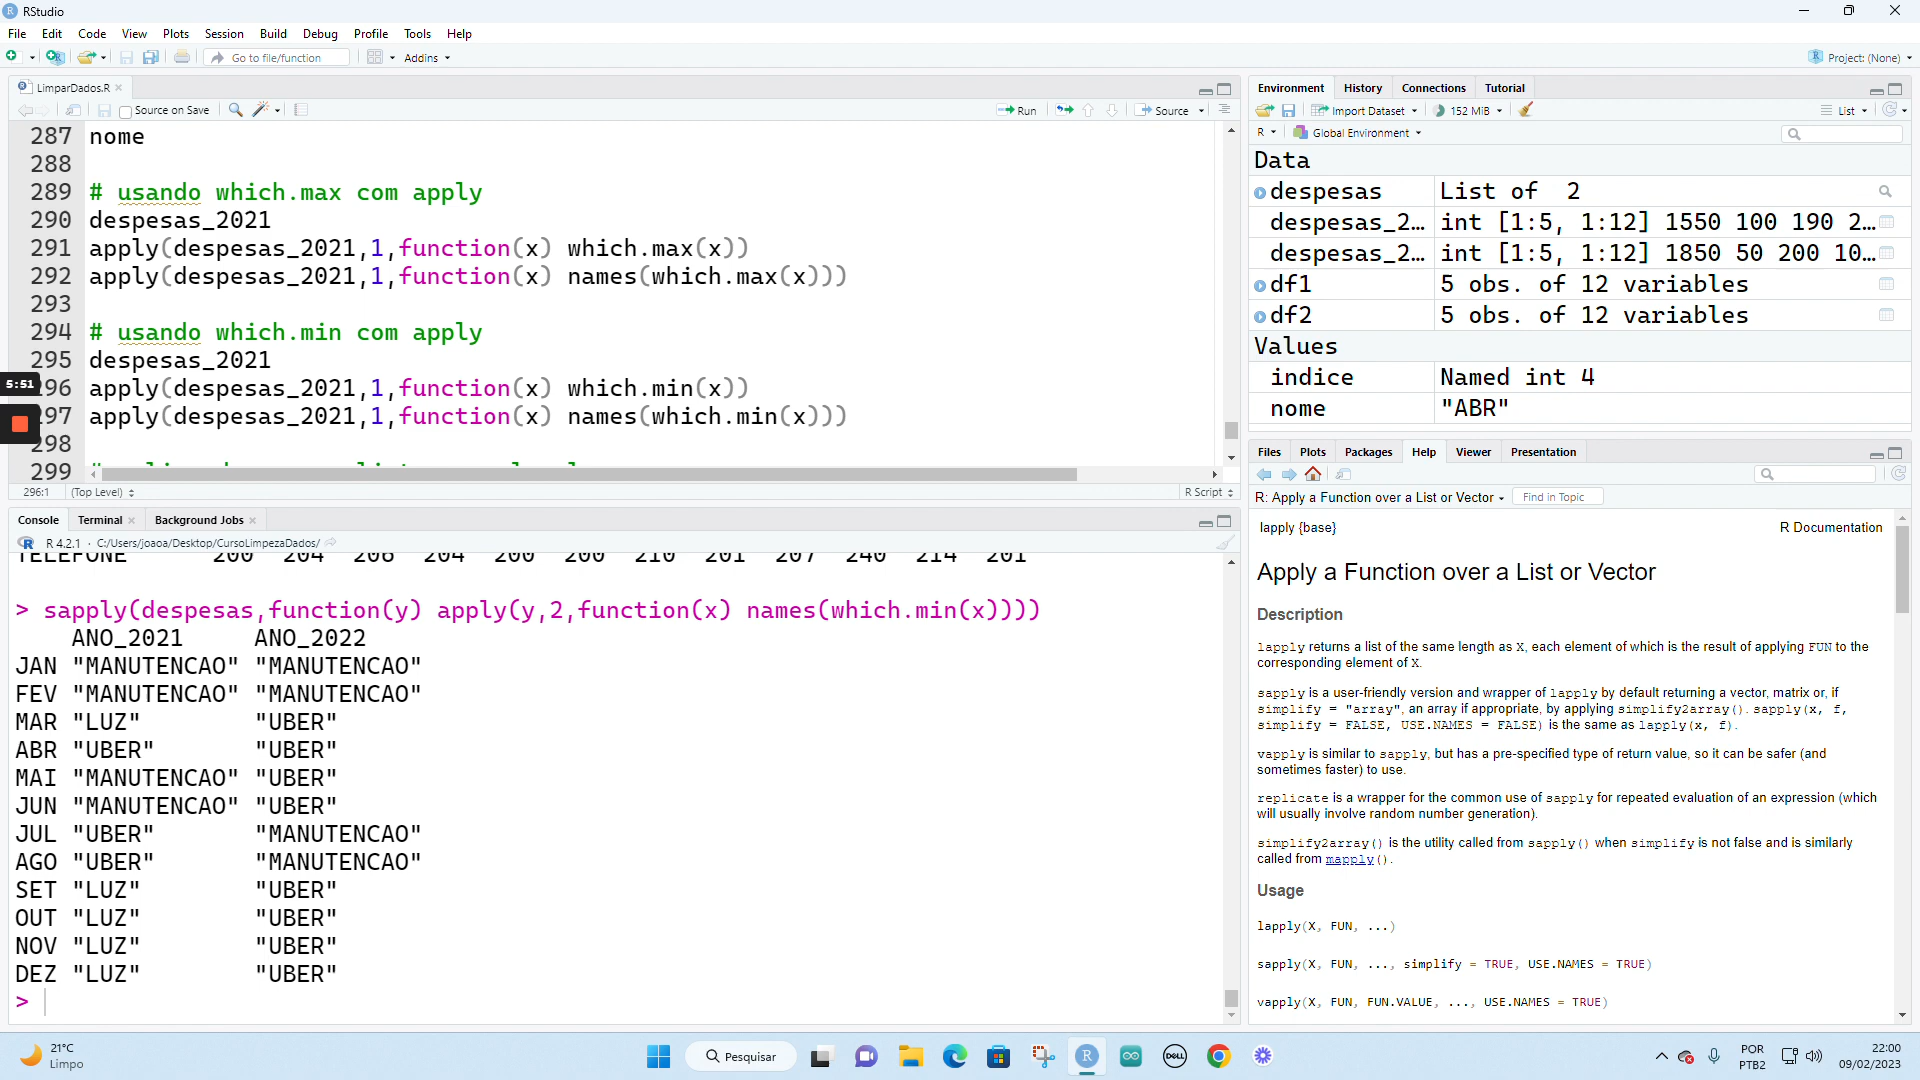 RStudio
File Edit Code View Plots Session Build Debug Profile Tools Help
Go to file/function Addins Project: (None)
LimparDados.R
Source on Save Run Source
287 nome
288
289 # usando which.max com apply
290 despesas_2021
291 apply(despesas_2021,1,function(x) which.max(x))
292 apply(despesas_2021,1,function(x) names(which.max(x)))
293
294 # usando which.min com apply
295 despesas_2021
5:51
296 apply(despesas_2021,1,function(x) which.min(x))
297 apply(despesas_2021,1,function(x) names(which.min(x)))
298
299
296:1 (Top Level) R Script
Console Terminal Background Jobs
R 4.2.1 · C:/Users/joaoa/Desktop/CursoLimpezaDados/
TELEFONE 200 204 206 204 200 200 210 201 207 240 214 201
> sapply(despesas,function(y) apply(y,2,function(x) names(which.min(x))))
ANO_2021 ANO_2022
JAN "MANUTENCAO" "MANUTENCAO"
FEV "MANUTENCAO" "MANUTENCAO"
MAR "LUZ" "UBER"
ABR "UBER" "UBER"
MAI "MANUTENCAO" "UBER"
JUN "MANUTENCAO" "UBER"
JUL "UBER" "MANUTENCAO"
AGO "UBER" "MANUTENCAO"
SET "LUZ" "UBER"
OUT "LUZ" "UBER"
NOV "LUZ" "UBER"
DEZ "LUZ" "UBER"
>
Environment History Connections Tutorial
Import Dataset 152 MiB List
R Global Environment
Data
despesas List of 2
despesas_2… int [1:5, 1:12] 1550 100 190 2…
despesas_2… int [1:5, 1:12] 1850 50 200 10…
df1 5 obs. of 12 variables
df2 5 obs. of 12 variables
Values
indice Named int 4
nome "ABR"
Files Plots Packages Help Viewer Presentation
R: Apply a Function over a List or Vector Find in Topic
lapply {base} R Documentation
Apply a Function over a List or Vector
Description
lapply returns a list of the same length as X, each element of which is the result of applying FUN to the
corresponding element of X.
sapply is a user-friendly version and wrapper of lapply by default returning a vector, matrix or, if
simplify = "array", an array if appropriate, by applying simplify2array(). sapply(x, f,
simplify = FALSE, USE.NAMES = FALSE) is the same as lapply(x, f).
vapply is similar to sapply, but has a pre-specified type of return value, so it can be safer (and
sometimes faster) to use.
replicate is a wrapper for the common use of sapply for repeated evaluation of an expression (which
will usually involve random number generation).
simplify2array() is the utility called from sapply() when simplify is not false and is similarly
called from mapply().
Usage
lapply(X, FUN, ...)
sapply(X, FUN, ..., simplify = TRUE, USE.NAMES = TRUE)
vapply(X, FUN, FUN.VALUE, ..., USE.NAMES = TRUE)
21°C
Limpo
Pesquisar
DELL
POR
PTB2
22:00
09/02/2023